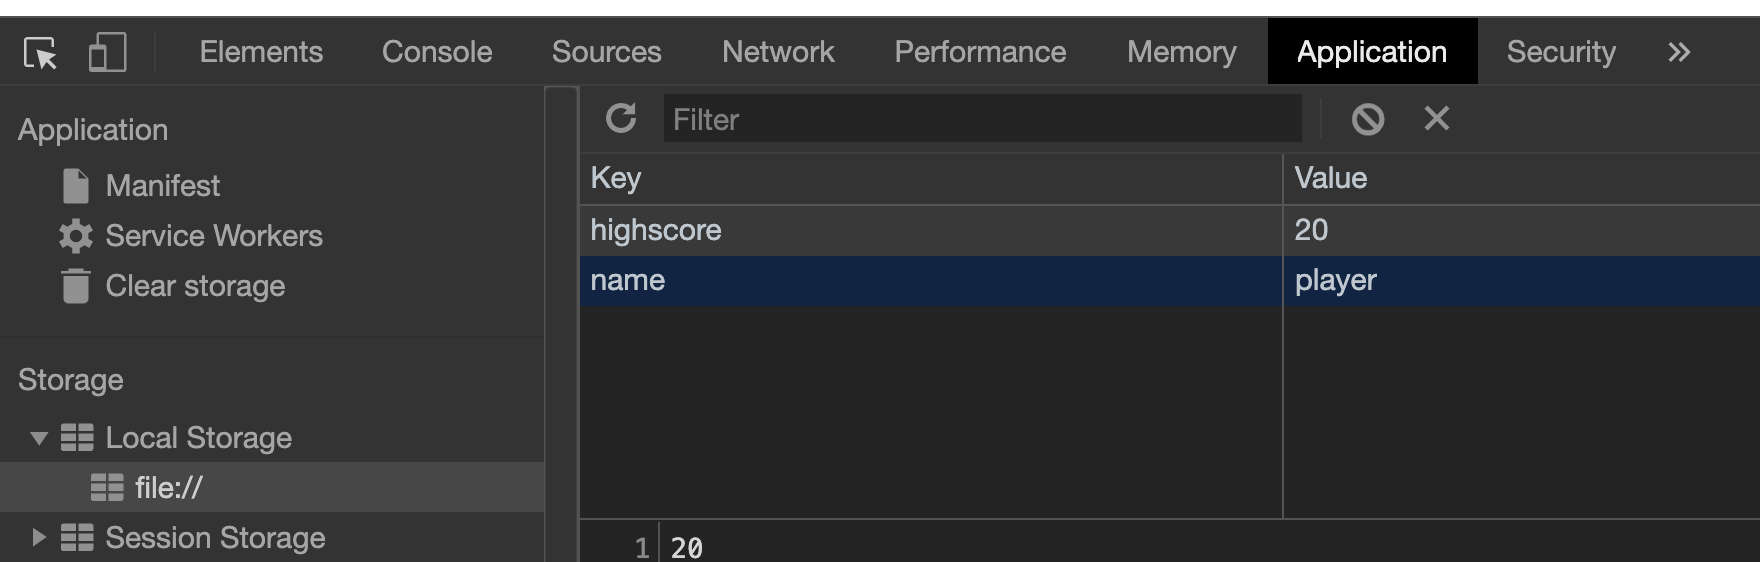 Elements Console Sources Network Performance Memory Application Security »
Application
Manifest
Service Workers
Clear storage
Storage
Local Storage
file://
Session Storage
Filter
Key Value
highscore 20
name player
1 20